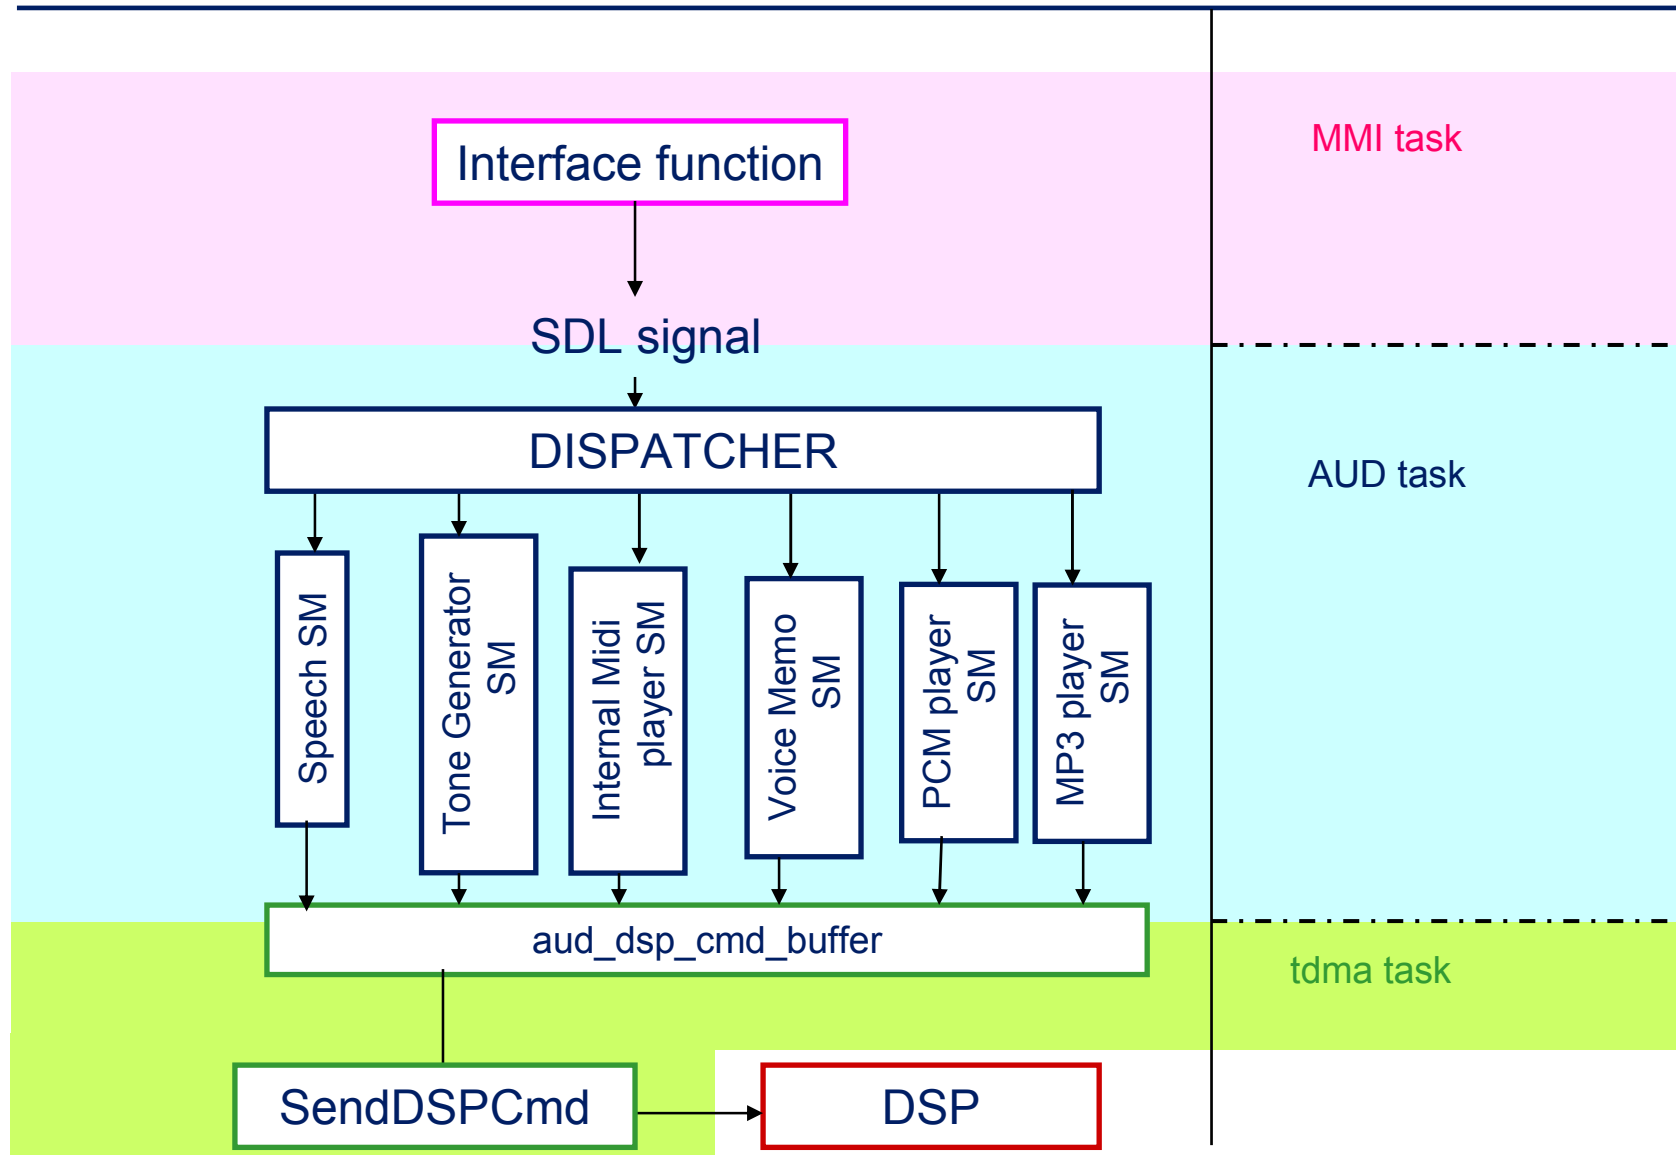 Interface function
MMI task
SDL signal
DISPATCHER
AUD task
Speech SM
Tone Generator
SM
Internal Midi
player SM
Voice Memo
SM
PCM player
SM
MP3 player
SM
aud_dsp_cmd_buffer
tdma task
SendDSPCmd
DSP